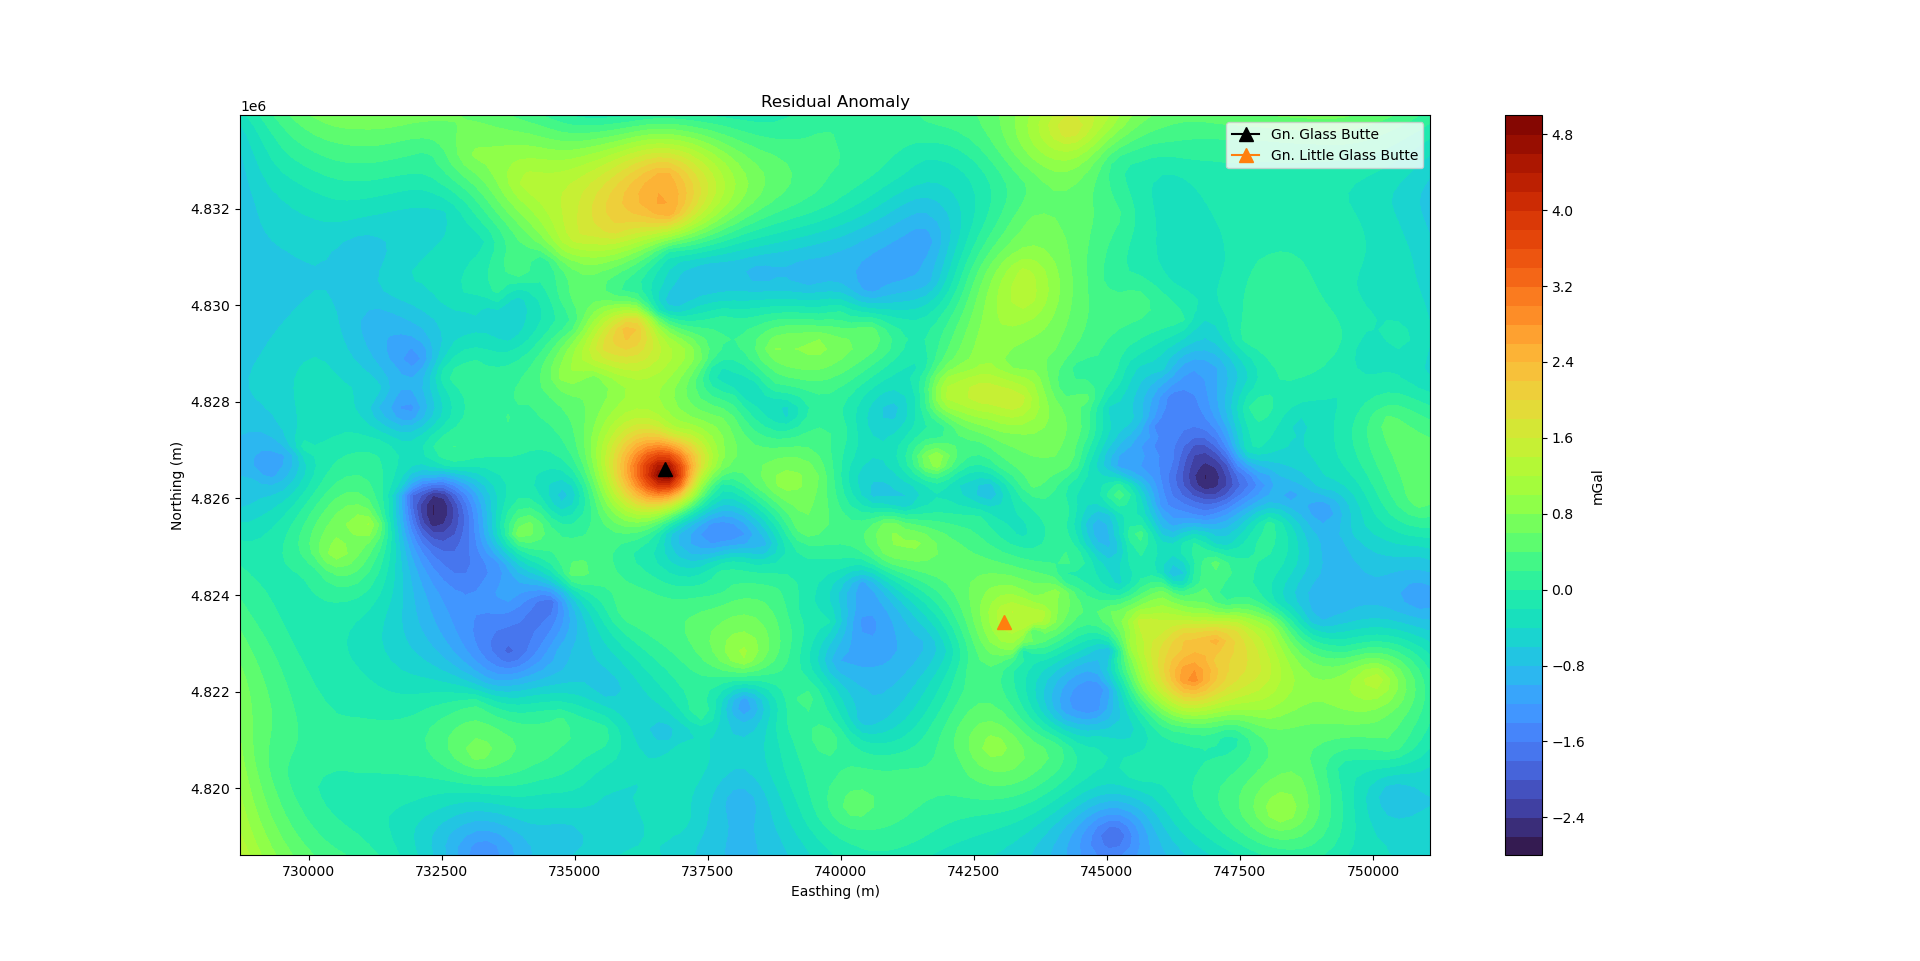 Residual Anomaly
1e6
Gn. Glass Butte
Gn. Little Glass Butte
4.832
4.830
4.828
4.826
4.824
4.822
4.820
Northing (m)
730000 732500 735000 737500 740000 742500 745000 747500 750000
Easthing (m)
4.8
4.0
3.2
2.4
1.6
0.8
0.0
−0.8
−1.6
−2.4
mGal